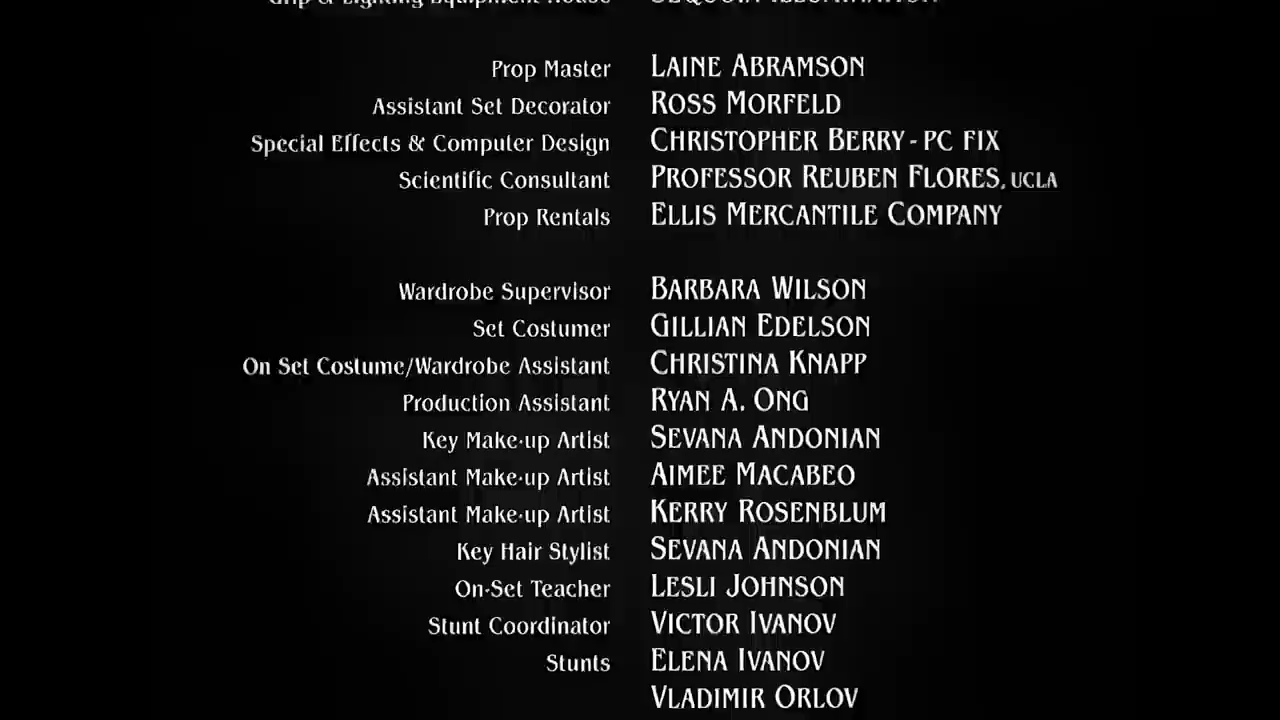 Prop Master LAINE ABRAMSON
Assistant Set Decorator ROSS MORFELD
Special Effects & Computer Design CHRISTOPHER BERRY - PC FIX
Scientific Consultant PROFESSOR REUBEN FLORES, UCLA
Prop Rentals ELLIS MERCANTILE COMPANY
Wardrobe Supervisor BARBARA WILSON
Set Costumer GILLIAN EDELSON
On Set Costume/Wardrobe Assistant CHRISTINA KNAPP
Production Assistant RYAN A. ONG
Key Make-up Artist SEVANA ANDONIAN
Assistant Make-up Artist AIMEE MACABEO
Assistant Make-up Artist KERRY ROSENBLUM
Key Hair Stylist SEVANA ANDONIAN
On-Set Teacher LESLI JOHNSON
Stunt Coordinator VICTOR IVANOV
Stunts ELENA IVANOV
VLADIMIR ORLOV